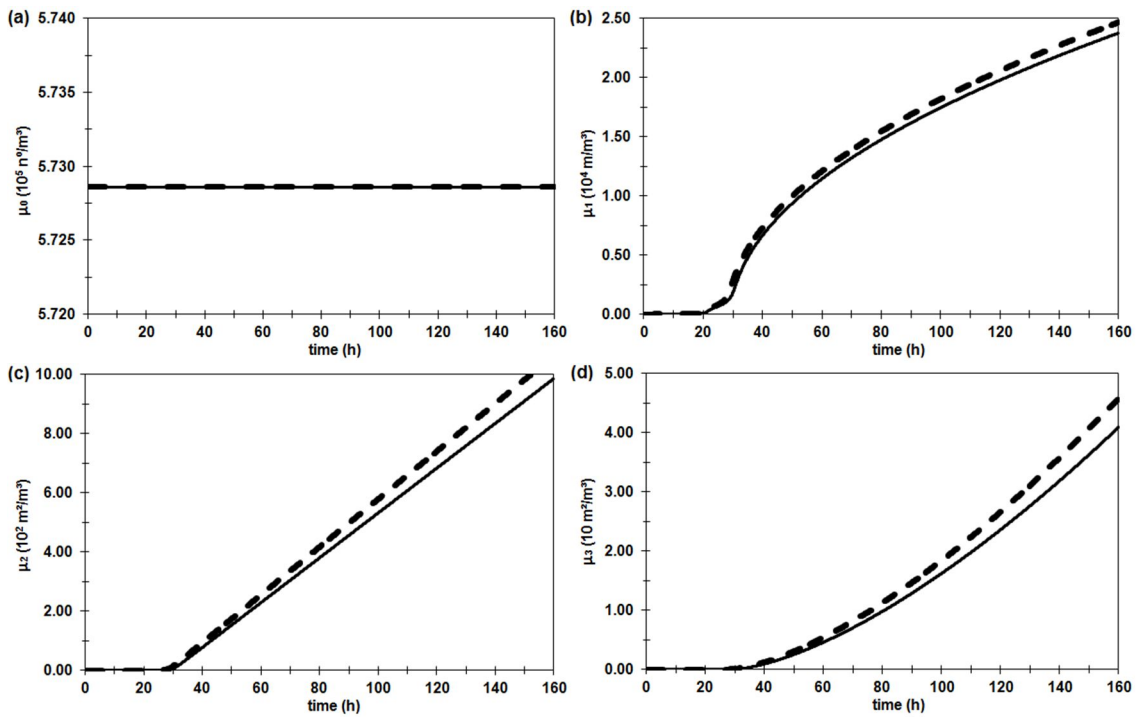 (a)
5.740
5.735
5.730
5.725
5.720
μ₀ (10⁵ nº/m³)
0 20 40 60 80 100 120 140 160
time (h)
(b)
2.50
2.00
1.50
1.00
0.50
0.00
μ₁ (10⁴ m/m³)
0 20 40 60 80 100 120 140 160
time (h)
(c)
10.00
8.00
6.00
4.00
2.00
0.00
μ₂ (10² m²/m³)
0 20 40 60 80 100 120 140 160
time (h)
(d)
5.00
4.00
3.00
2.00
1.00
0.00
μ₃ (10 m²/m³)
0 20 40 60 80 100 120 140 160
time (h)